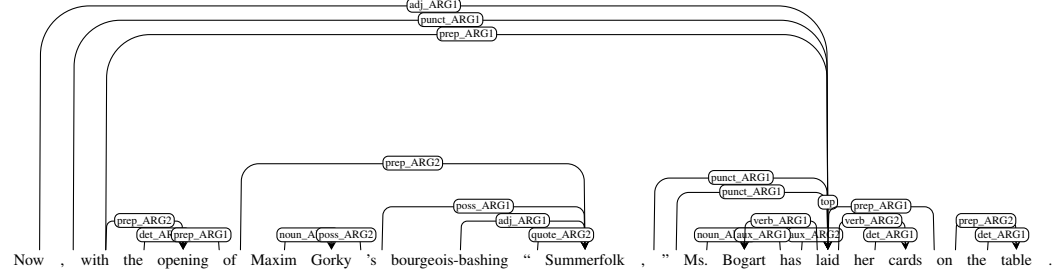 adj_ARG1
punct_ARG1
prep_ARG1
prep_ARG2
punct_ARG1
punct_ARG1
top
poss_ARG1
prep_ARG1
prep_ARG2 adj_ARG1 verb_ARG1 verb_ARG2 prep_ARG2
prep_ARG1 poss_ARG2 quote_ARG2 aux_ARG1 aux_ARG2 det_ARG1 det_ARG1
Now , with the opening of Maxim Gorky 's bourgeois-bashing “ Summerfolk , ” Ms. Bogart has laid her cards on the table .